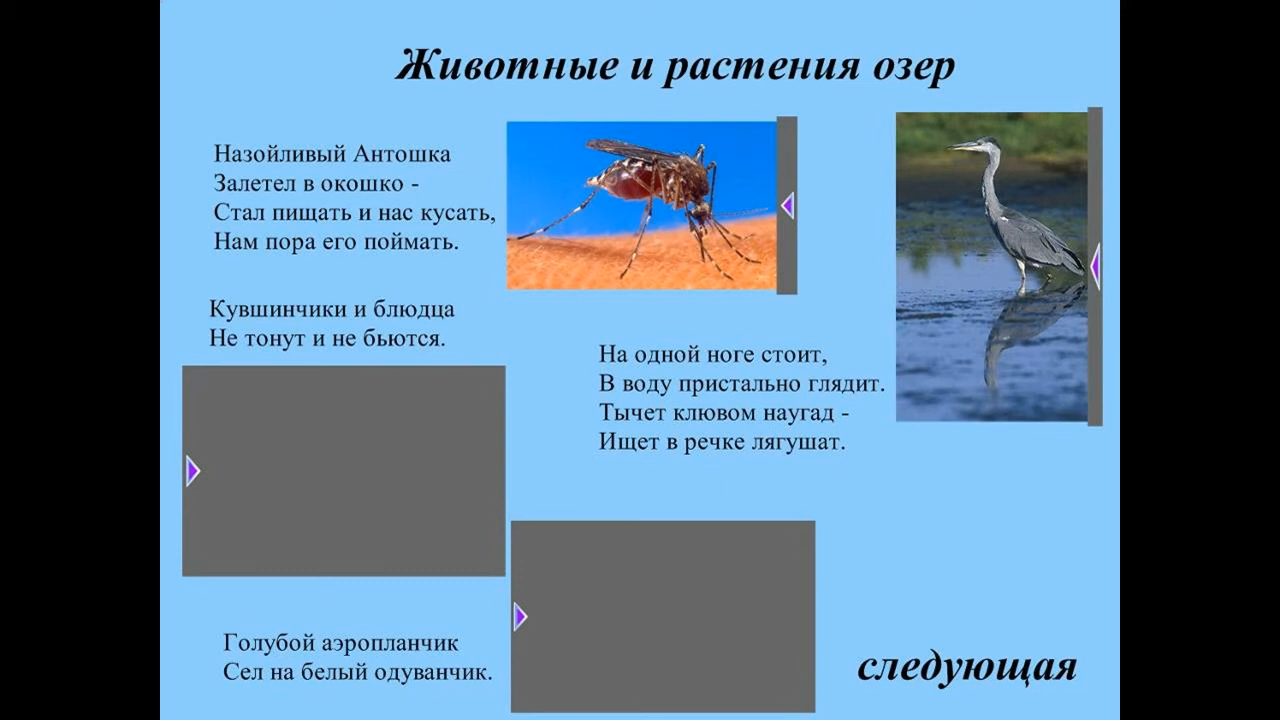 Животные и растения озер
Назойливый Антошка
Залетел в окошко -
Стал пищать и нас кусать,
Нам пора его поймать.
Кувшинчики и блюдца
Не тонут и не бьются.
На одной ноге стоит,
В воду пристально глядит.
Тычет клювом наугад -
Ищет в речке лягушат.
Голубой аэропланчик
Сел на белый одуванчик.
следующая